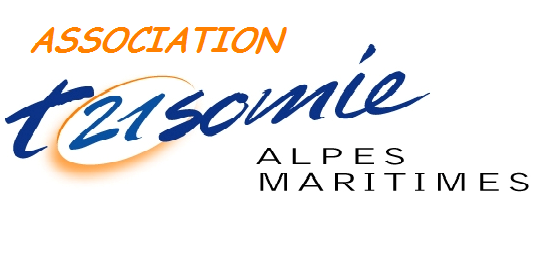 ASSOCIATION
t21somie
ALPES
MARITIMES